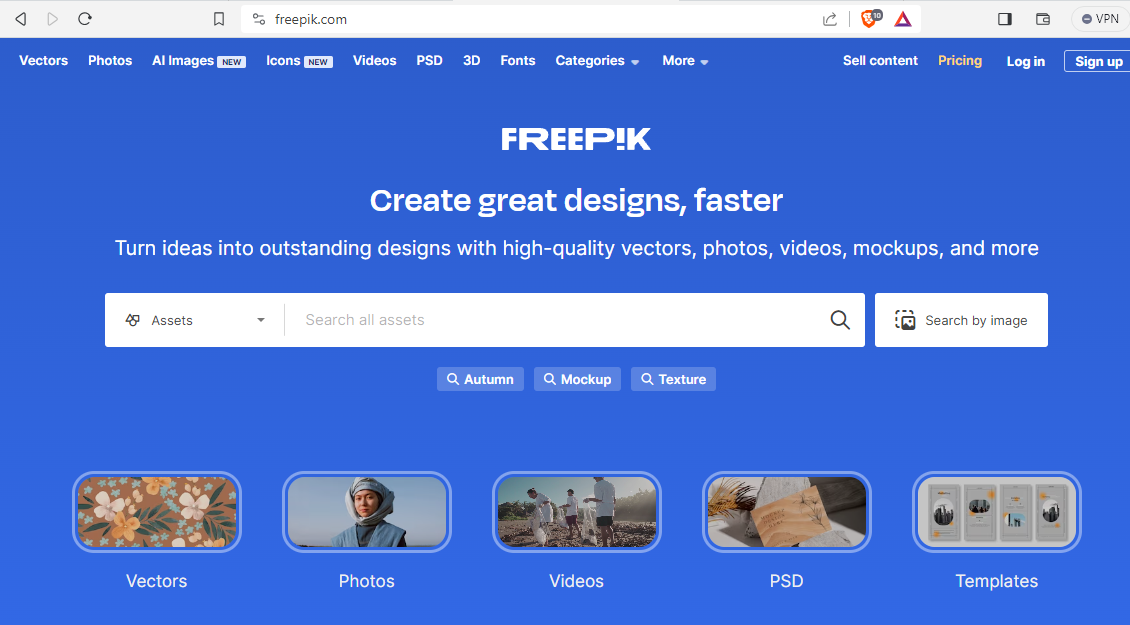 freepik.com
10
VPN
Vectors Photos AI Images NEW Icons NEW Videos PSD 3D Fonts Categories More Sell content Pricing Log in Sign up
FREEP!K
Create great designs, faster
Turn ideas into outstanding designs with high-quality vectors, photos, videos, mockups, and more
Assets Search all assets Search by image
Autumn Mockup Texture
Vectors Photos Videos PSD Templates